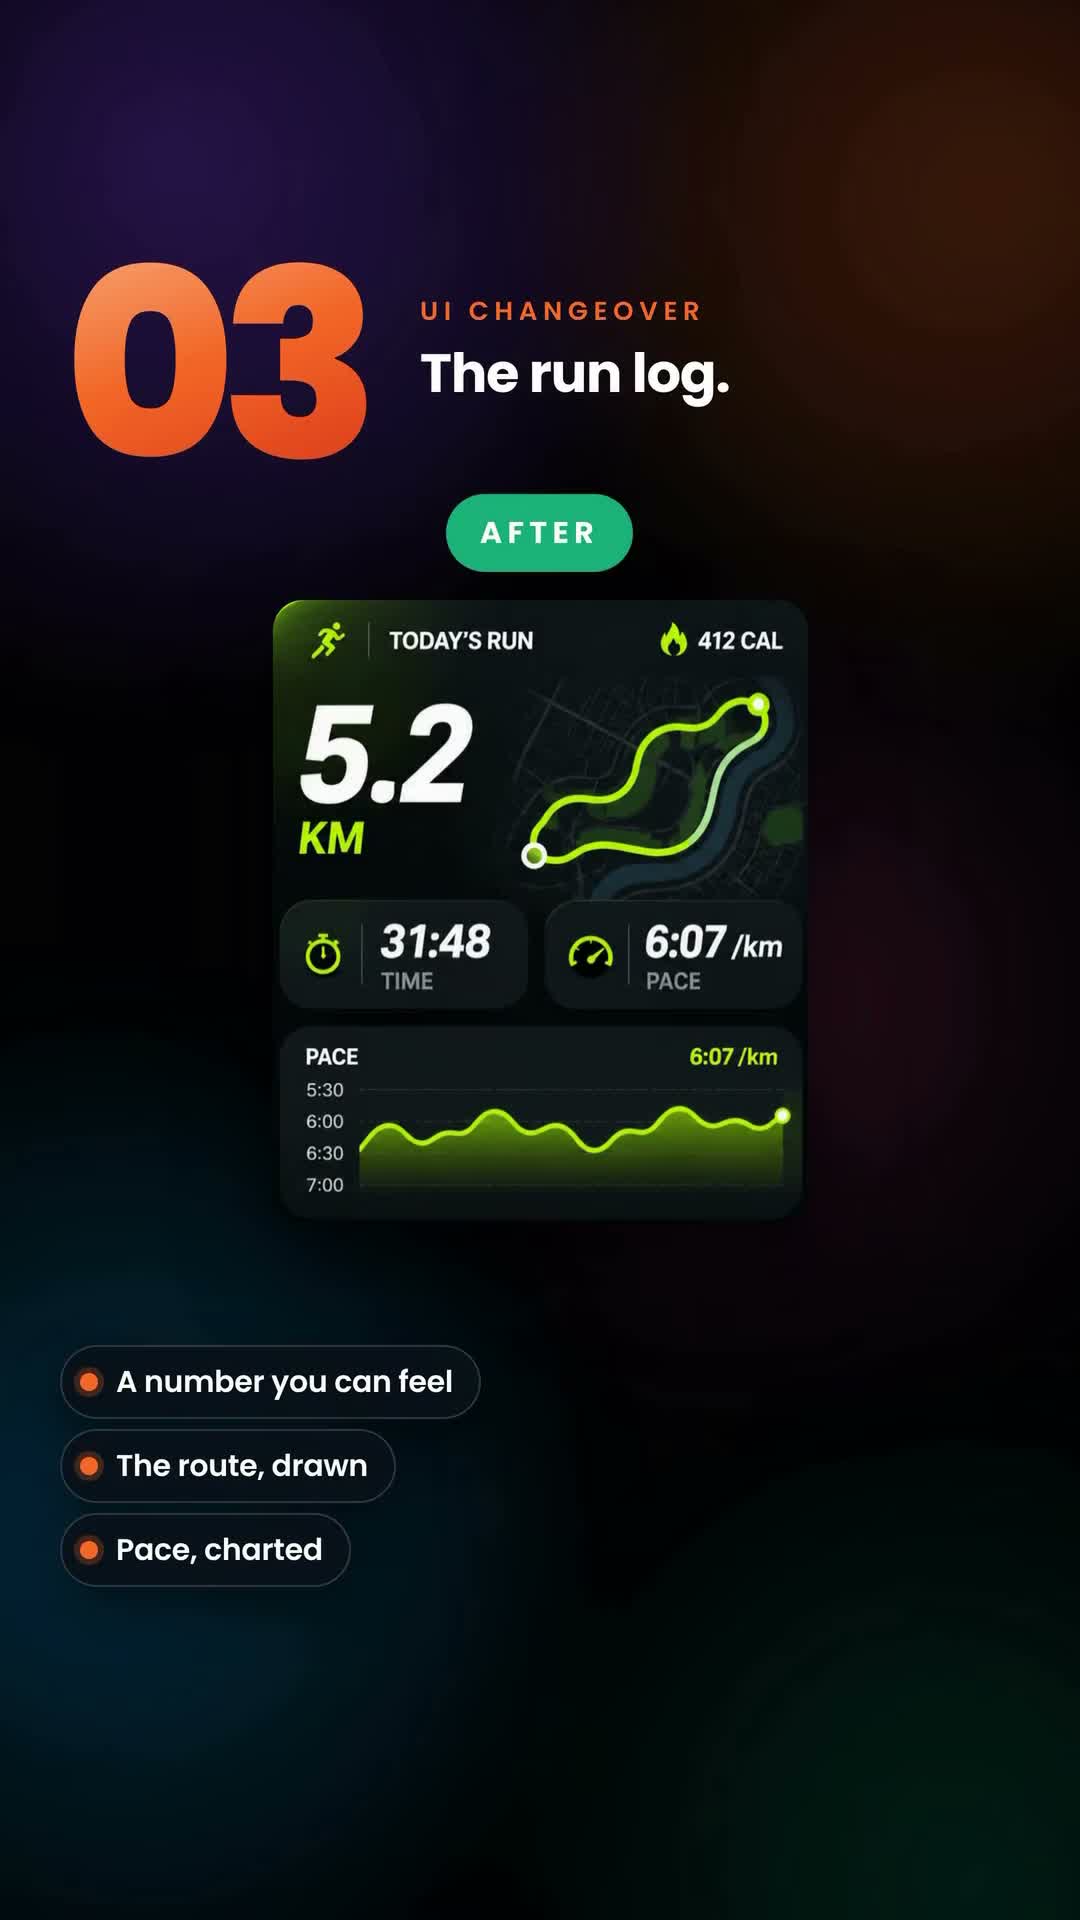 03
UI CHANGEOVER
The run log.
AFTER
TODAY'S RUN
412 CAL
5.2
KM
31:48
TIME
6:07 /km
PACE
PACE
6:07 /km
5:30
6:00
6:30
7:00
A number you can feel
The route, drawn
Pace, charted